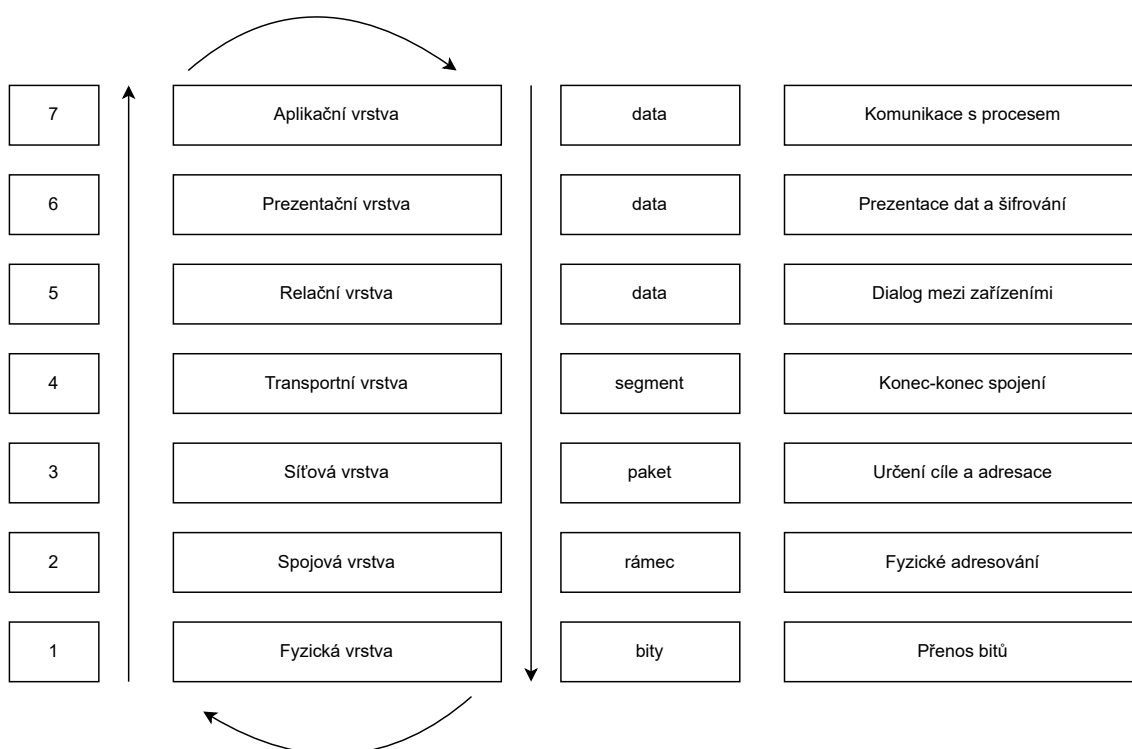 7
Aplikační vrstva
data
Komunikace s procesem
6
Prezentační vrstva
data
Prezentace dat a šifrování
5
Relační vrstva
data
Dialog mezi zařízeními
4
Transportní vrstva
segment
Konec-konec spojení
3
Síťová vrstva
paket
Určení cíle a adresace
2
Spojová vrstva
rámec
Fyzické adresování
1
Fyzická vrstva
bity
Přenos bitů